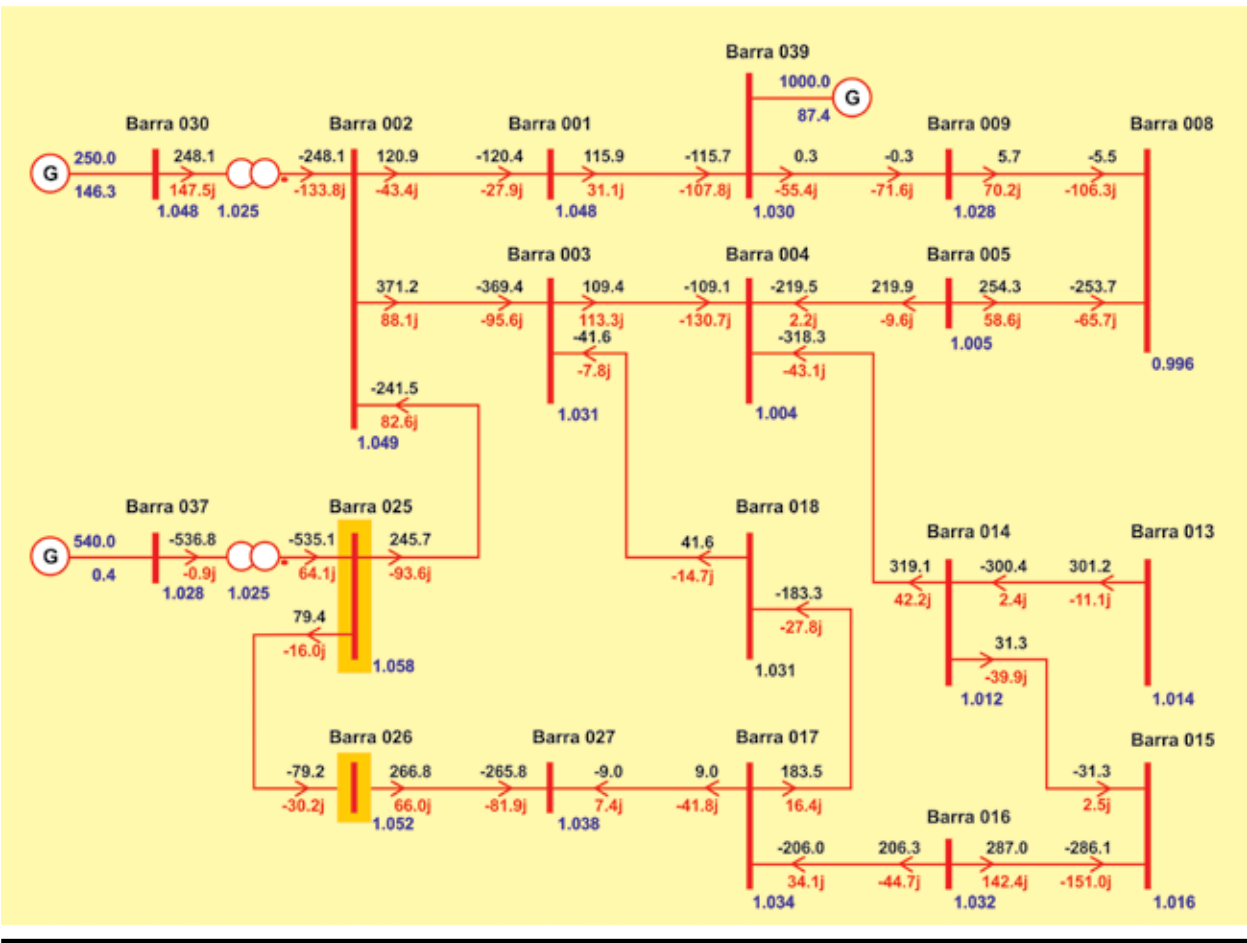 Barra 039
1000.0
G
87.4
Barra 030
Barra 002
Barra 001
Barra 009
Barra 008
G
250.0
146.3
248.1
147.5j
-248.1
-133.8j
120.9
-43.4j
-120.4
-27.9j
115.9
31.1j
-115.7
-107.8j
0.3
-55.4j
-0.3
-71.6j
5.7
70.2j
-5.5
-106.3j
1.048
1.025
1.048
1.030
1.028
Barra 003
Barra 004
Barra 005
371.2
88.1j
-369.4
-95.6j
109.4
113.3j
-109.1
-130.7j
-219.5
2.2j
219.9
-9.6j
254.3
58.6j
-253.7
-65.7j
-41.6
-7.8j
-318.3
-43.1j
1.005
0.996
-241.5
82.6j
1.049
1.031
1.004
Barra 037
Barra 025
Barra 018
Barra 014
Barra 013
G
540.0
0.4
-536.8
-0.9j
-535.1
64.1j
245.7
-93.6j
1.028
1.025
41.6
-14.7j
319.1
42.2j
-300.4
2.4j
301.2
-11.1j
79.4
-16.0j
1.058
-183.3
-27.8j
1.031
31.3
-39.9j
1.012
1.014
Barra 026
Barra 027
Barra 017
Barra 015
-79.2
-30.2j
266.8
66.0j
-265.8
-81.9j
-9.0
7.4j
9.0
-41.8j
183.5
16.4j
-31.3
2.5j
1.052
1.038
Barra 016
-206.0
34.1j
206.3
-44.7j
287.0
142.4j
-286.1
-151.0j
1.034
1.032
1.016